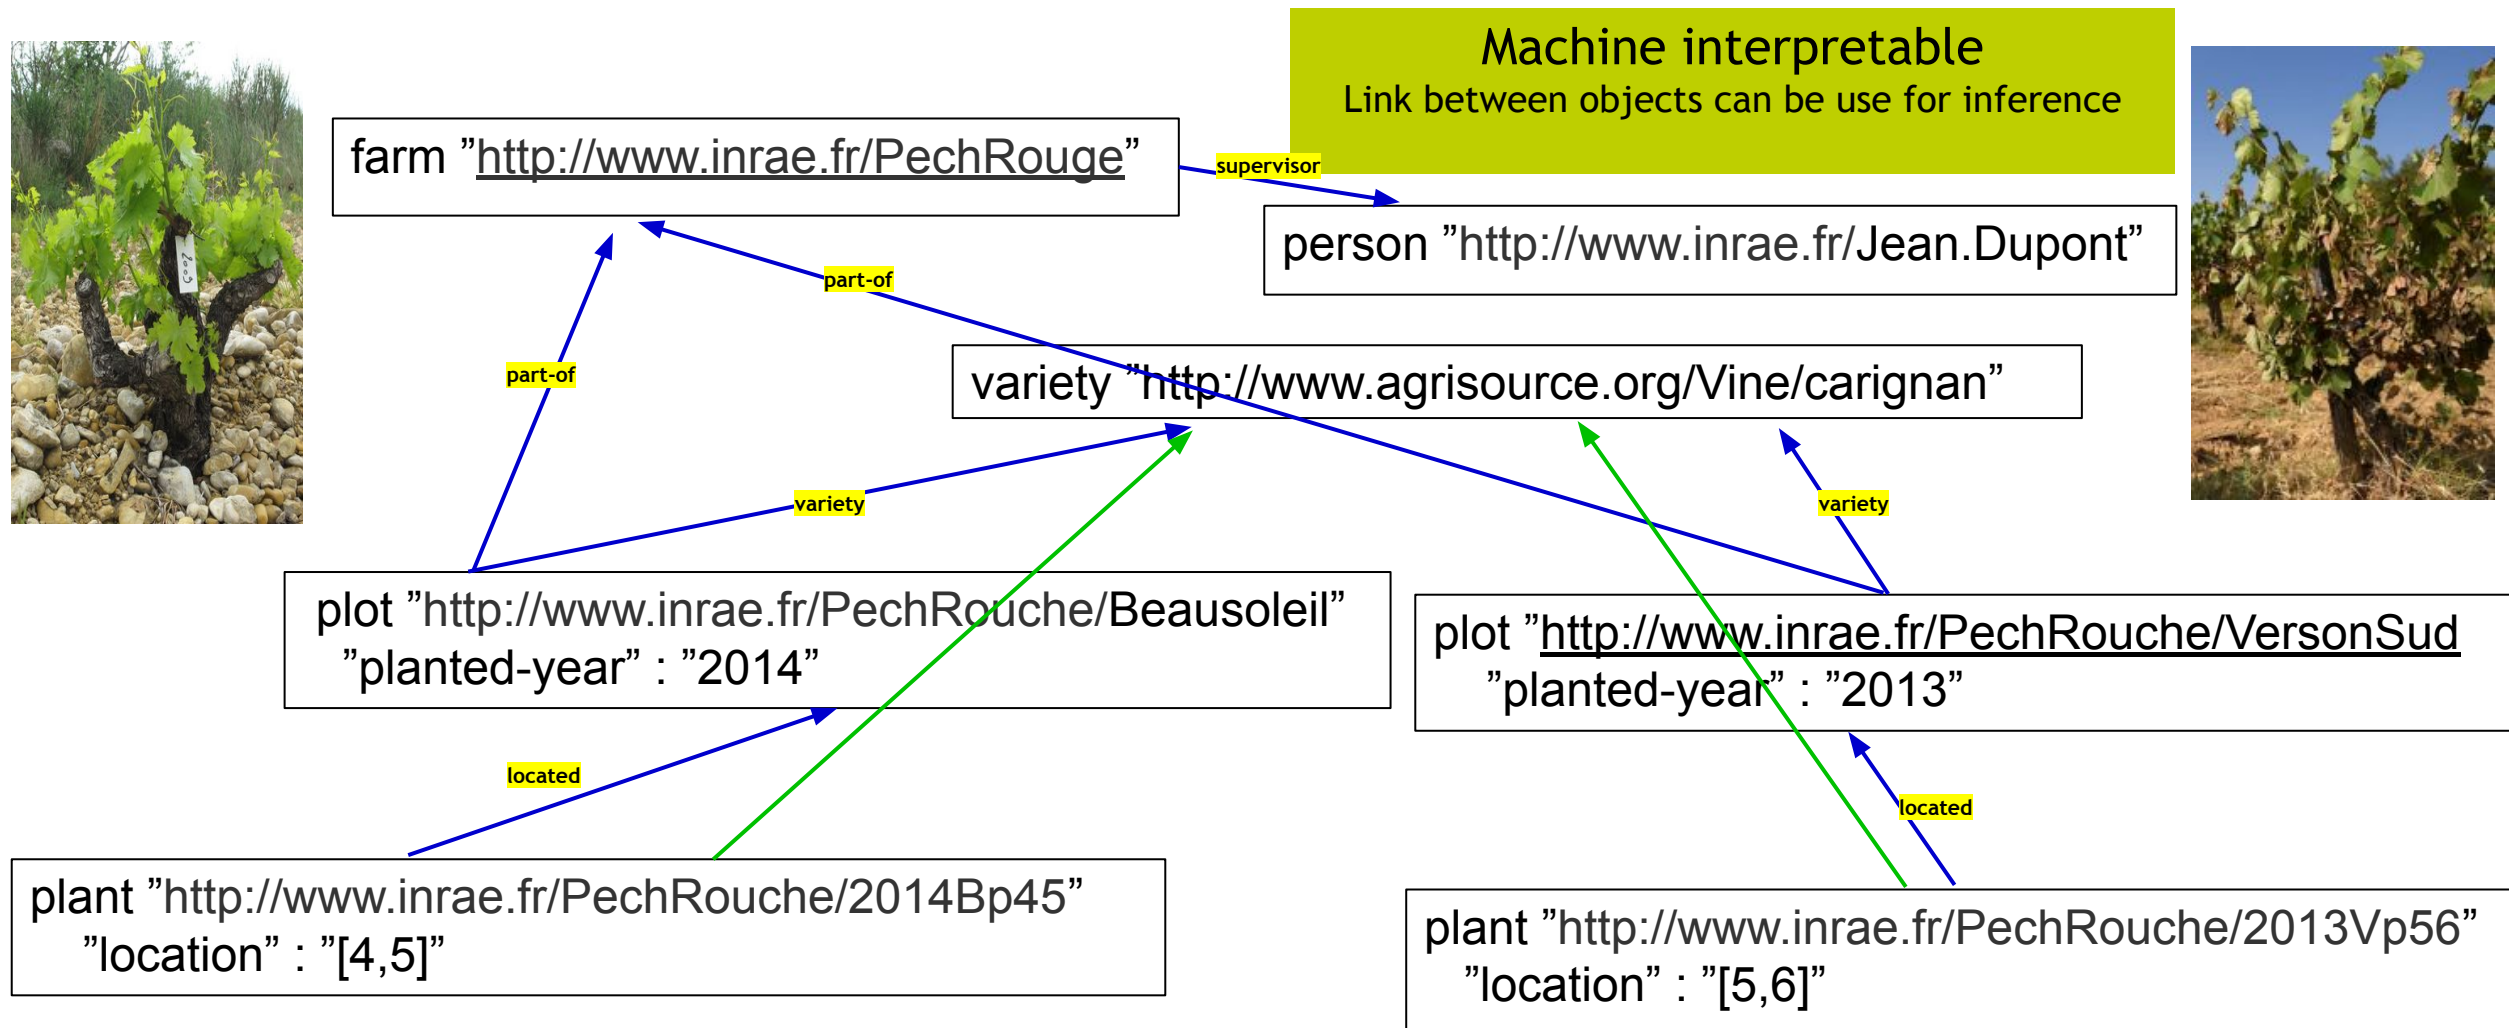 Machine interpretable
Link between objects can be use for inference
farm ”http://www.inrae.fr/PechRouge”
supervisor
person ”http://www.inrae.fr/Jean.Dupont”
part-of
part-of
variety ”http://www.agrisource.org/Vine/carignan”
variety
variety
plot ”http://www.inrae.fr/PechRouche/Beausoleil”
”planted-year” : ”2014”
plot ”http://www.inrae.fr/PechRouche/VersonSud
”planted-year” : ”2013”
located
located
plant ”http://www.inrae.fr/PechRouche/2014Bp45”
”location” : ”[4,5]”
plant ”http://www.inrae.fr/PechRouche/2013Vp56”
”location” : ”[5,6]”